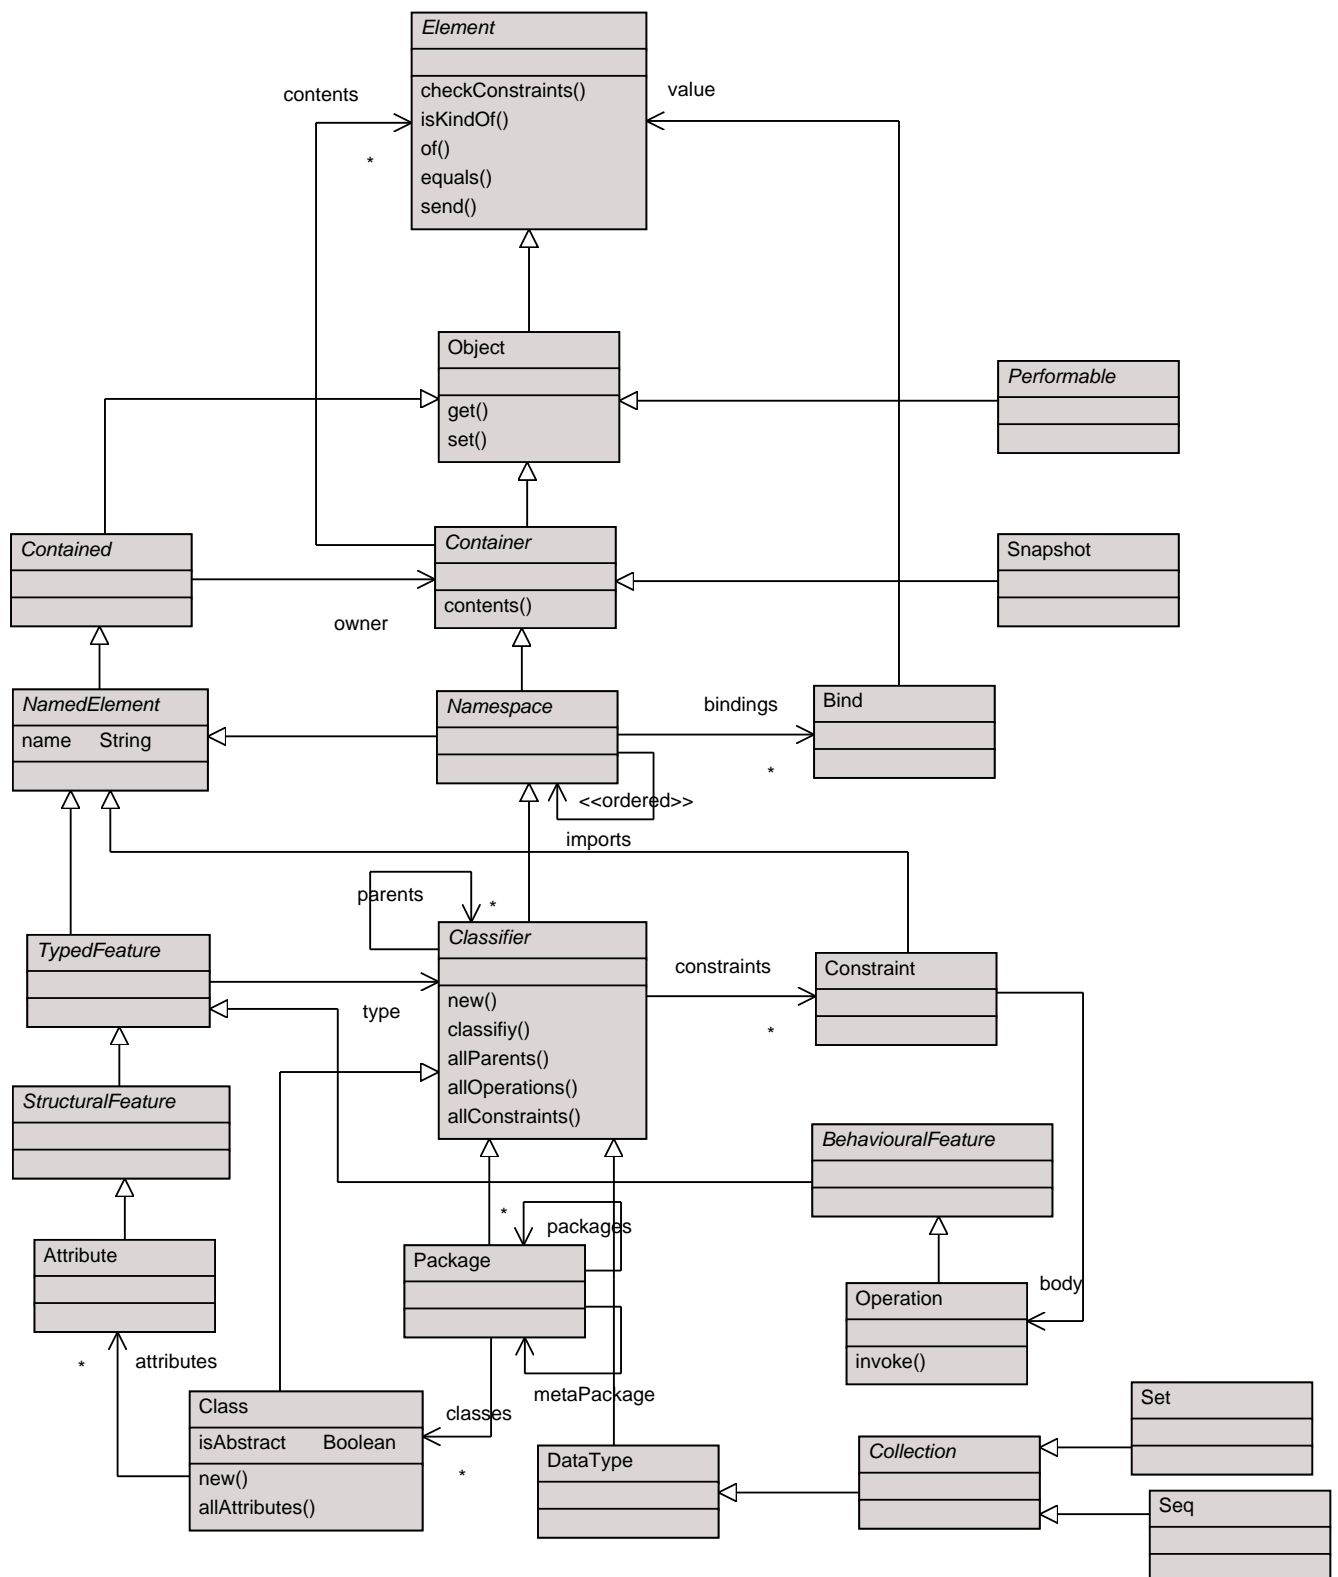 Element
checkConstraints()
isKindOf()
of()
equals()
send()
contents
*
value
Object
get()
set()
Performable
Contained
Container
contents()
Snapshot
owner
NamedElement
name String
Namespace
bindings
*
Bind
<<ordered>>
imports
parents
*
TypedFeature
type
Classifier
new()
classifiy()
allParents()
allOperations()
allConstraints()
constraints
*
Constraint
StructuralFeature
BehaviouralFeature
Attribute
*
packages
Package
Operation
invoke()
body
*
attributes
metaPackage
Class
isAbstract Boolean
new()
allAttributes()
classes
*
DataType
Collection
Set
Seq